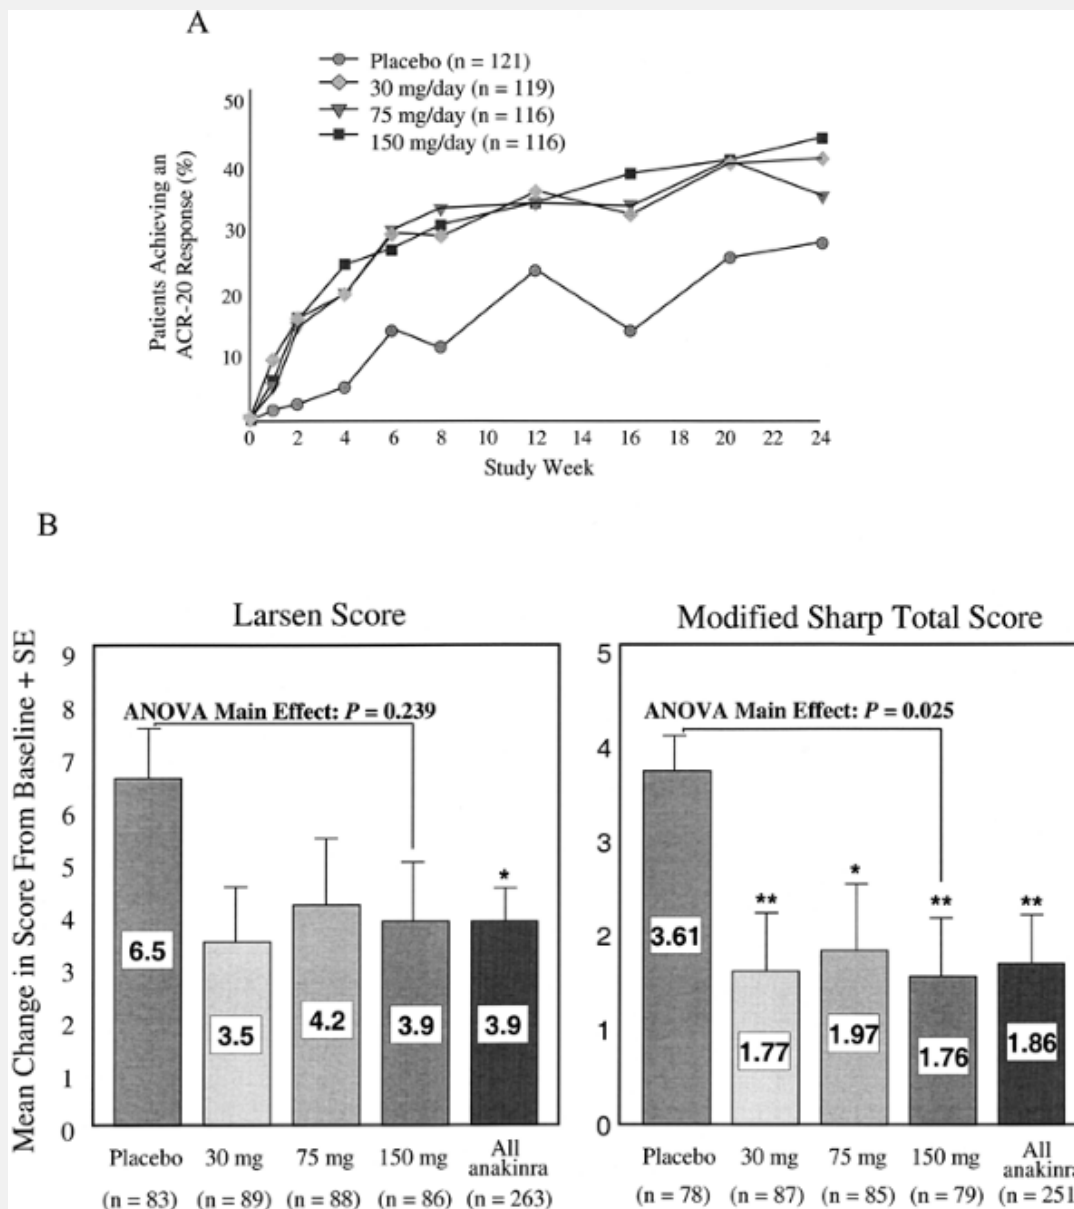 A
Placebo (n = 121)
30 mg/day (n = 119)
75 mg/day (n = 116)
150 mg/day (n = 116)
Patients Achieving an
ACR-20 Response (%)
50
40
30
20
10
0 2 4 6 8 10 12 14 16 18 20 22 24
Study Week
B
Mean Change in Score From Baseline + SE
Larsen Score
9
8
7
6
5
4
3
2
1
0
ANOVA Main Effect: P = 0.239
*
6.5 3.5 4.2 3.9 3.9
Placebo 30 mg 75 mg 150 mg All anakinra
(n = 83) (n = 89) (n = 88) (n = 86) (n = 263)
Modified Sharp Total Score
5
4
3
2
1
0
ANOVA Main Effect: P = 0.025
** * ** **
3.61 1.77 1.97 1.76 1.86
Placebo 30 mg 75 mg 150 mg All anakinra
(n = 78) (n = 87) (n = 85) (n = 79) (n = 251